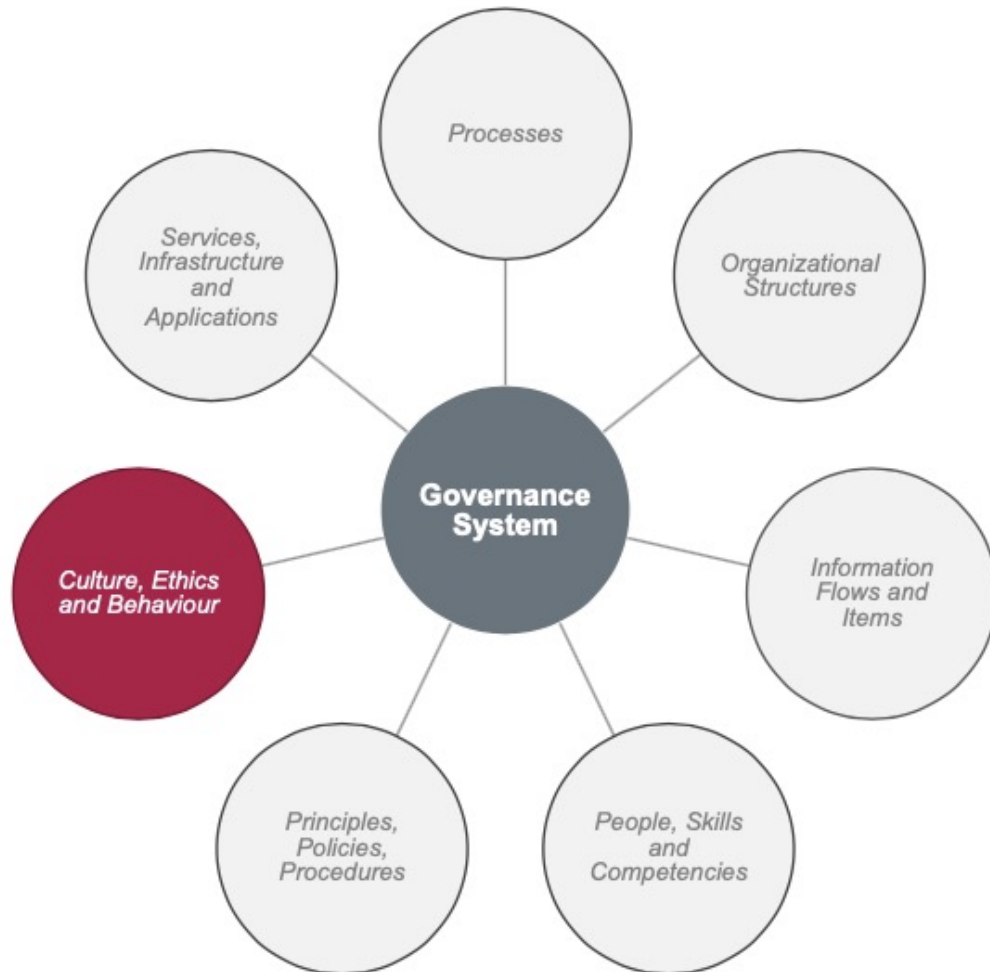 Processes
Services,
Infrastructure
and
Applications
Organizational
Structures
Governance
System
Culture, Ethics
and Behaviour
Information
Flows and
Items
Principles,
Policies,
Procedures
People, Skills
and
Competencies